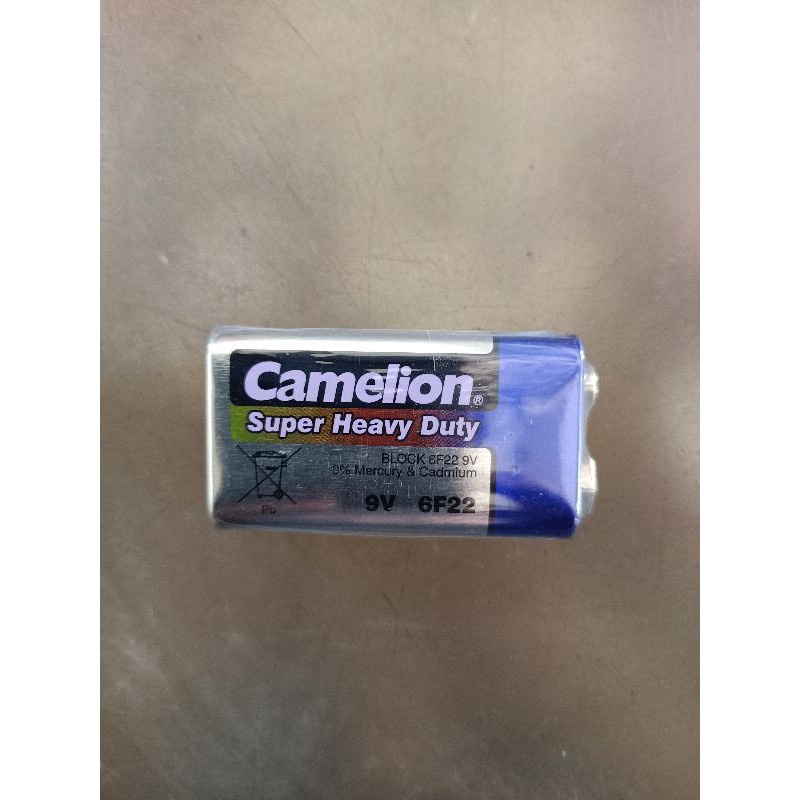 Camelion®
Super Heavy Duty
BLOCK 6F22 9V
0% Mercury & Cadmium
Pb
9V 6F22